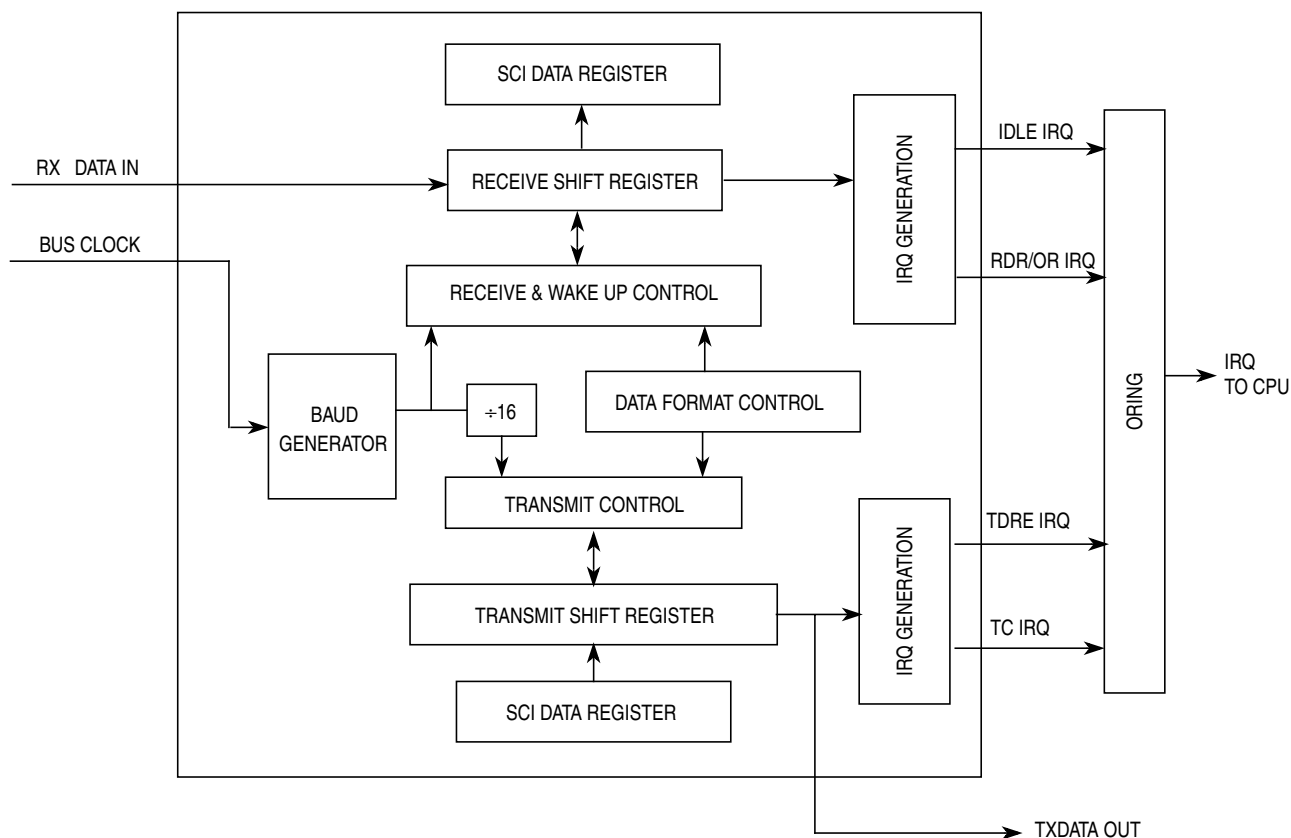 SCI DATA REGISTER
RX DATA IN
RECEIVE SHIFT REGISTER
IRQ GENERATION
IDLE IRQ
BUS CLOCK
RDR/OR IRQ
RECEIVE & WAKE UP CONTROL
BAUD
GENERATOR
÷16
DATA FORMAT CONTROL
ORING
IRQ
TO CPU
TRANSMIT CONTROL
IRQ GENERATION
TDRE IRQ
TRANSMIT SHIFT REGISTER
TC IRQ
SCI DATA REGISTER
TXDATA OUT